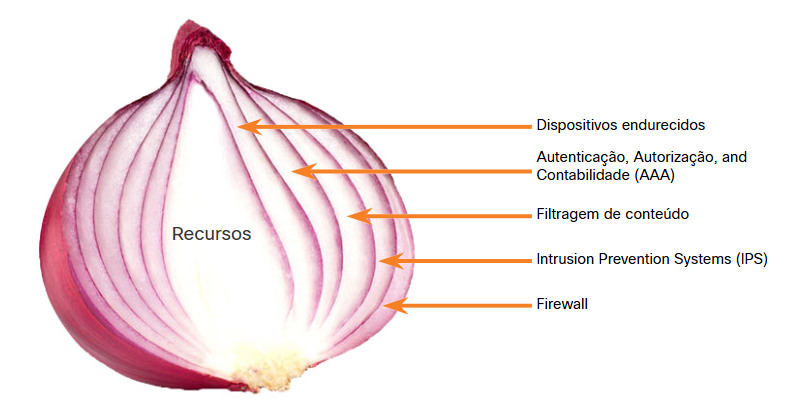 Dispositivos endurecidos
Autenticação, Autorização, and
Contabilidade (AAA)
Filtragem de conteúdo
Recursos
Intrusion Prevention Systems (IPS)
Firewall